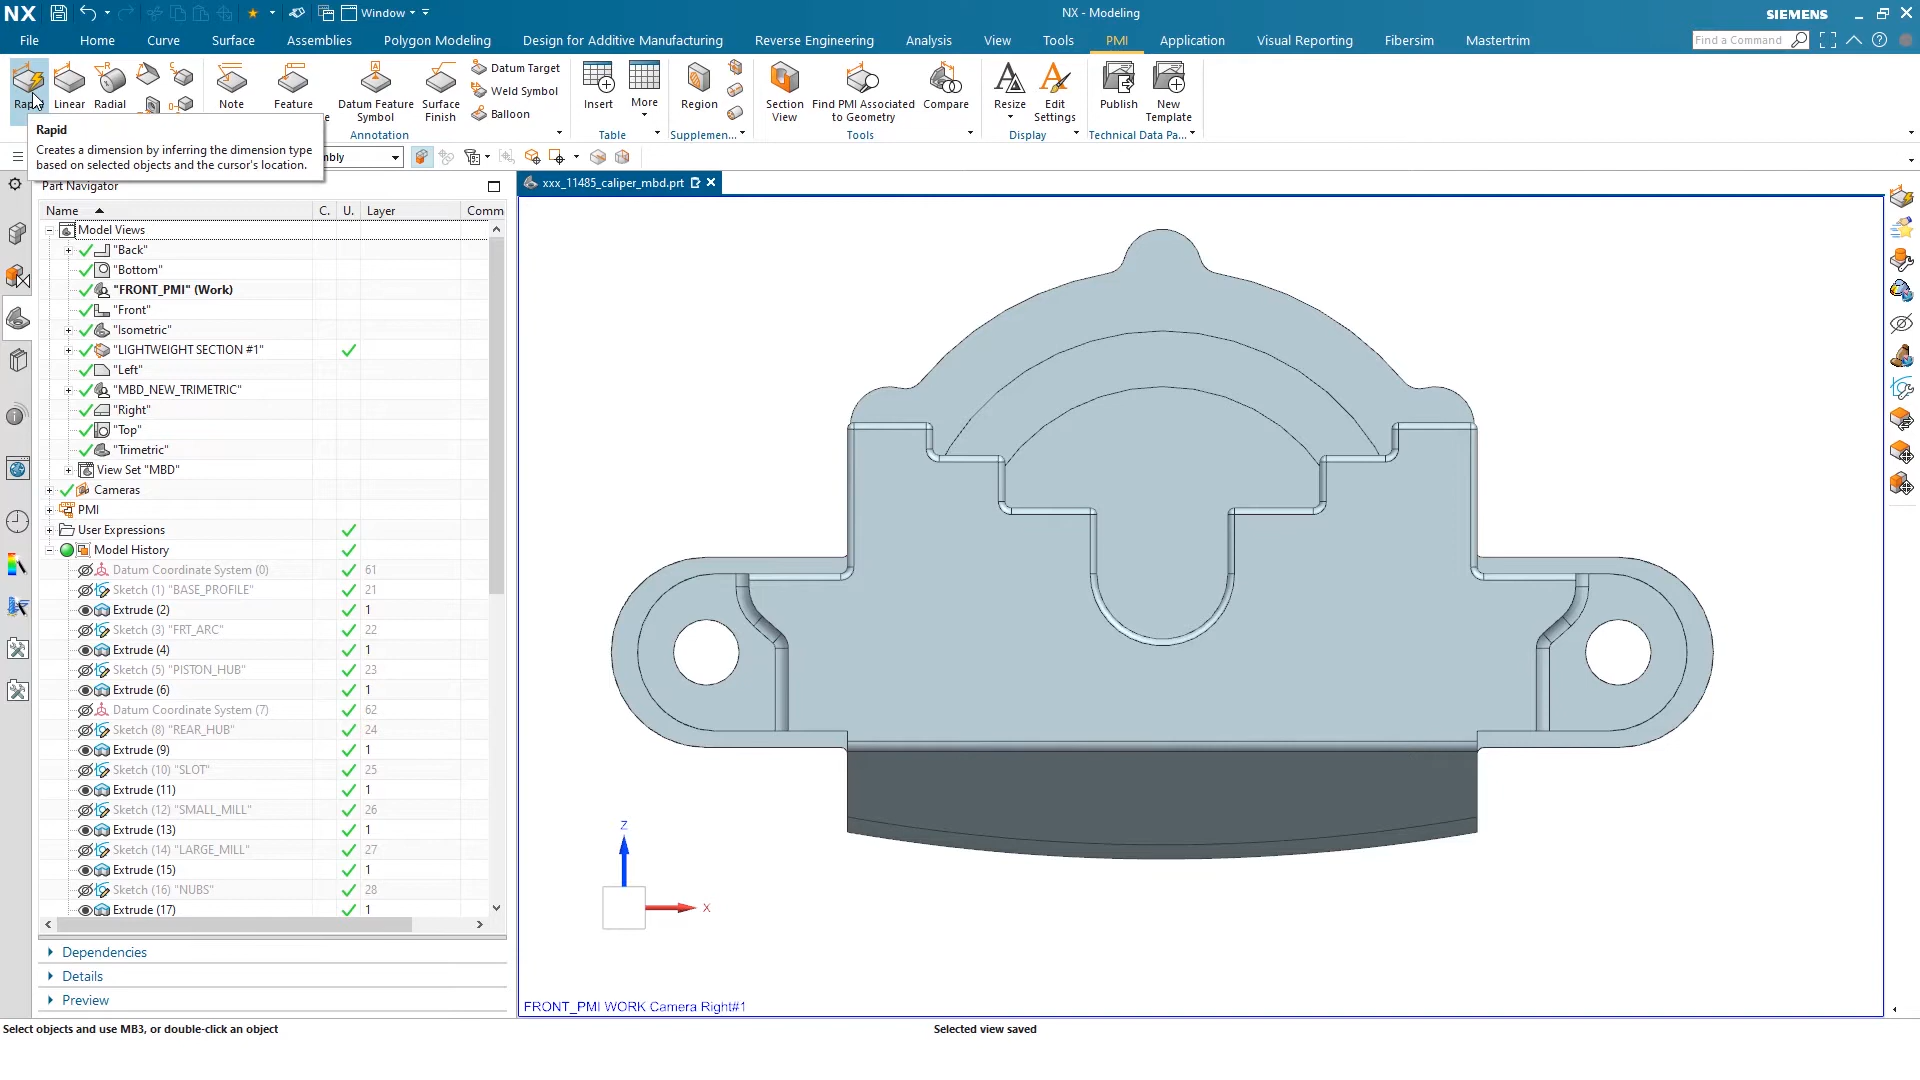 NX
Window
NX - Modeling
SIEMENS
File
Home
Curve
Surface
Assemblies
Polygon Modeling
Design for Additive Manufacturing
Reverse Engineering
Analysis
View
Tools
PMI
Application
Visual Reporting
Fibersim
Mastertrim
Find a Command
Rapid
Linear
Radial
Note
Feature
Datum Feature
Symbol
Surface
Finish
Datum Target
Weld Symbol
Balloon
Annotation
Insert
More
Table
Region
Supplemen...
Section
View
Find PMI Associated
to Geometry
Compare
Tools
Resize
Edit
Settings
Display
Publish
New
Template
Technical Data Pa...
Rapid
Creates a dimension by inferring the dimension type
based on selected objects and the cursor's location.
mbly
Part Navigator
xxx_11485_caliper_mbd.prt
Name
C.
U.
Layer
Comm
Model Views
"Back"
"Bottom"
"FRONT_PMI" (Work)
"Front"
"Isometric"
"LIGHTWEIGHT SECTION #1"
"Left"
"MBD_NEW_TRIMETRIC"
"Right"
"Top"
"Trimetric"
View Set "MBD"
Cameras
PMI
User Expressions
Model History
Datum Coordinate System (0) 61
Sketch (1) "BASE_PROFILE" 21
Extrude (2) 1
Sketch (3) "FRT_ARC" 22
Extrude (4) 1
Sketch (5) "PISTON_HUB" 23
Extrude (6) 1
Datum Coordinate System (7) 62
Sketch (8) "REAR_HUB" 24
Extrude (9) 1
Sketch (10) "SLOT" 25
Extrude (11) 1
Sketch (12) "SMALL_MILL" 26
Extrude (13) 1
Sketch (14) "LARGE_MILL" 27
Extrude (15) 1
Sketch (16) "NUBS" 28
Extrude (17) 1
Dependencies
Details
Preview
Z
X
FRONT_PMI WORK Camera Right#1
Select objects and use MB3, or double-click an object
Selected view saved